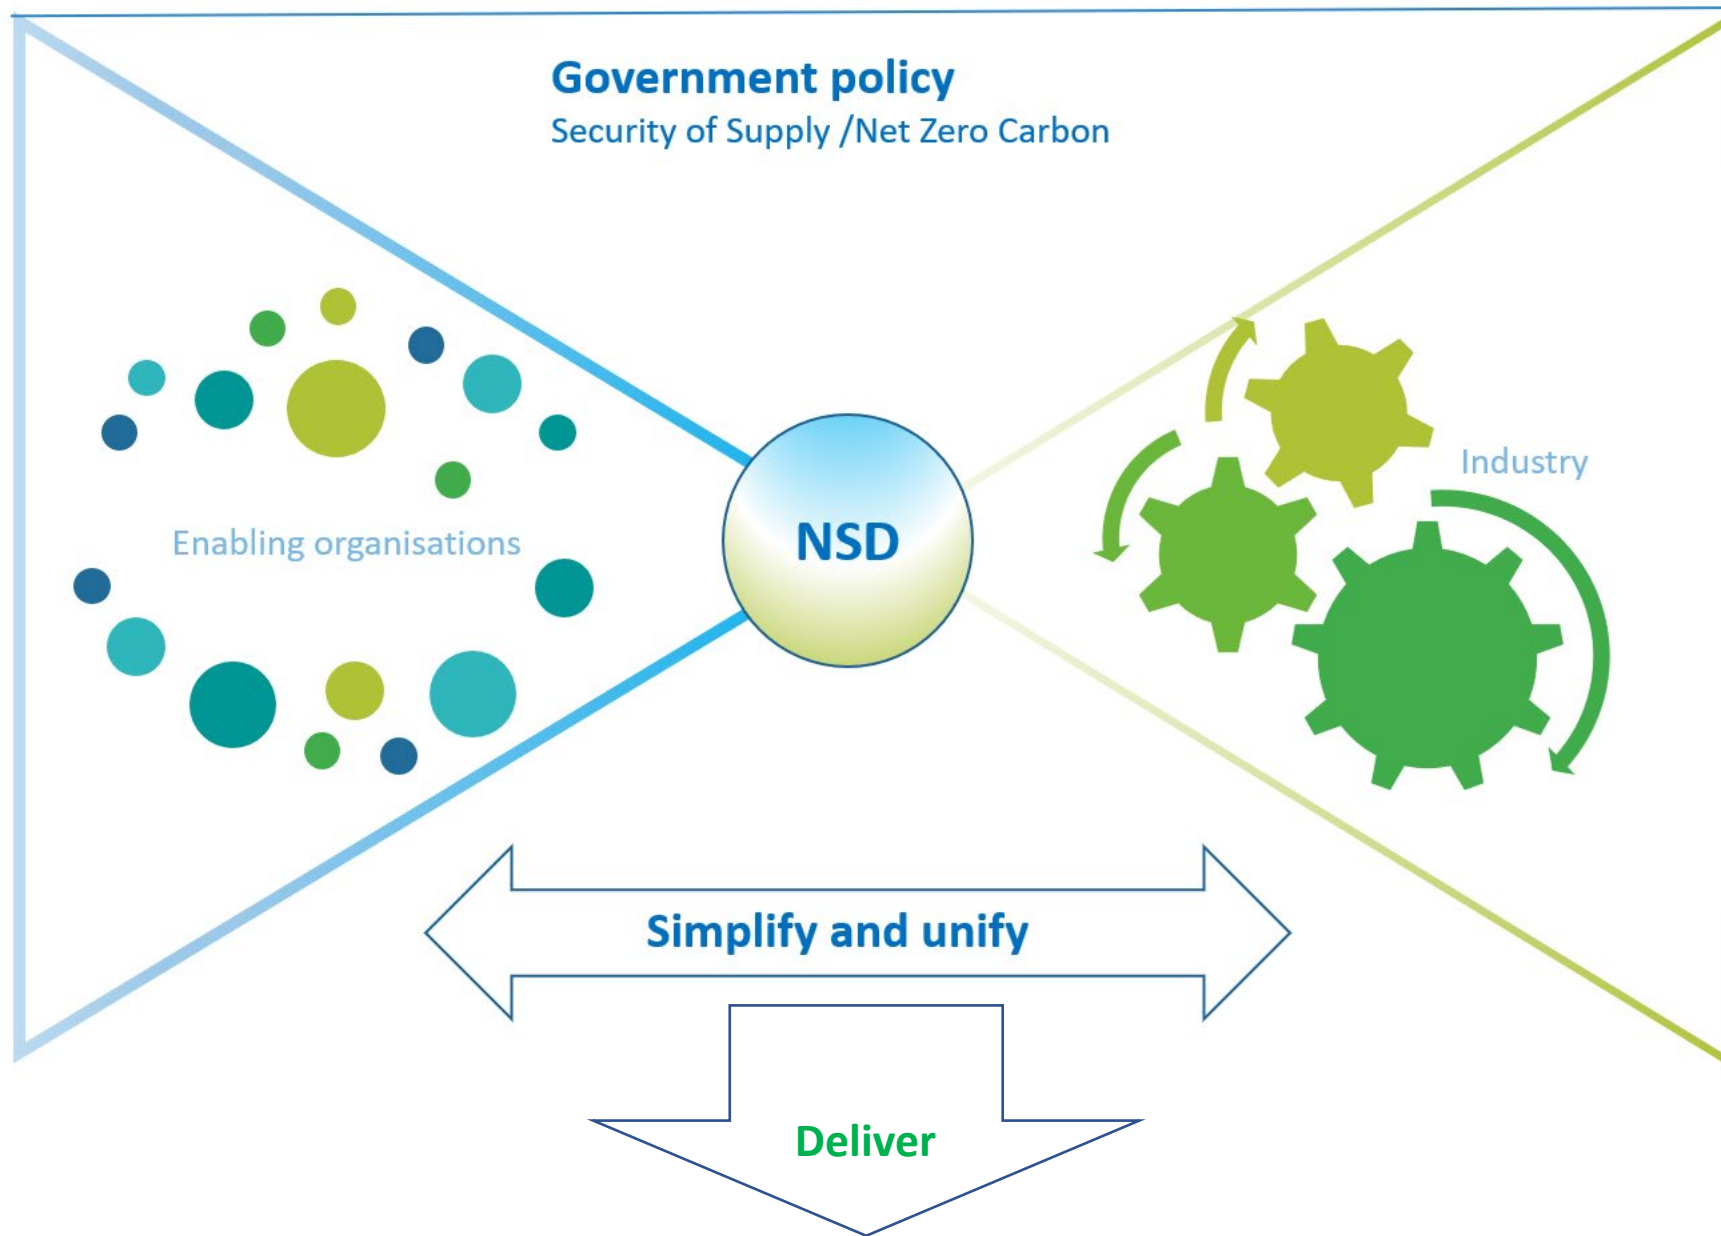 Government policy
Security of Supply /Net Zero Carbon
Industry
Enabling organisations
NSD
Simplify and unify
Deliver